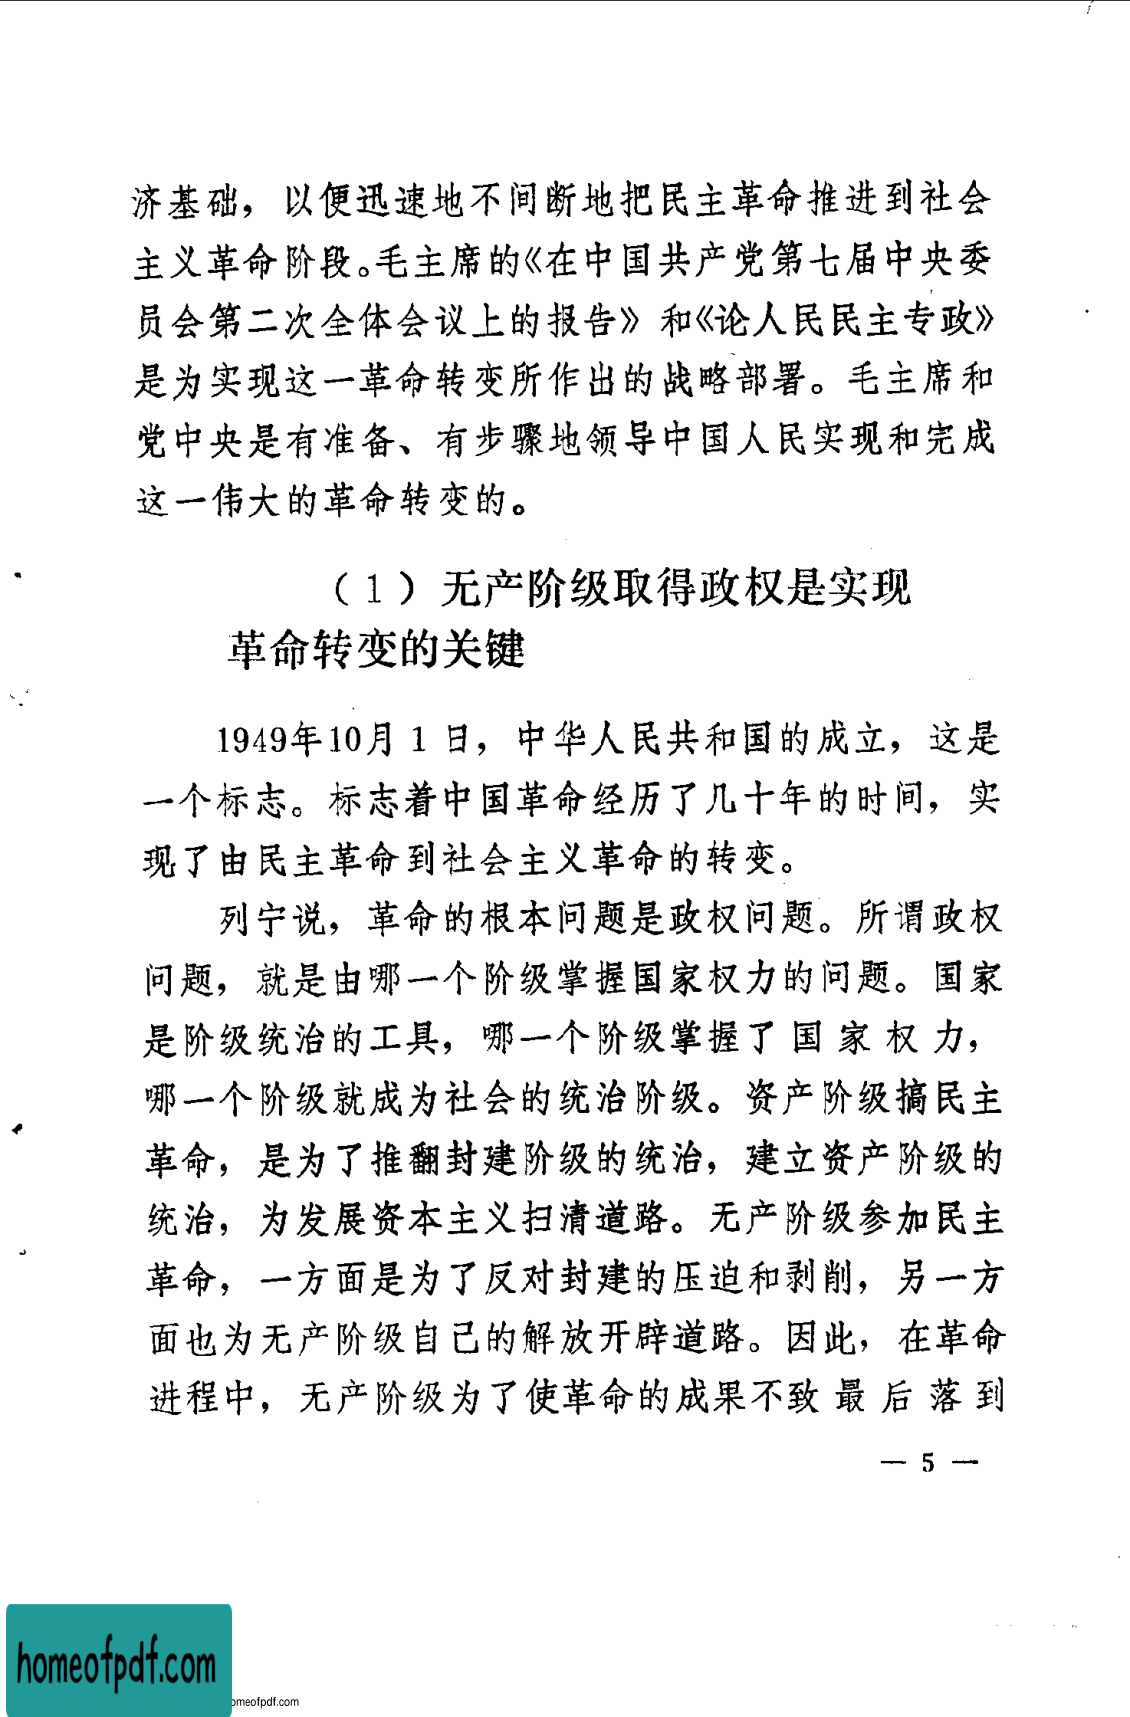 济基础，以便迅速地不间断地把民主革命推进到社会
主义革命阶段。毛主席的《在中国共产党第七届中央委
员会第二次全体会议上的报告》和《论人民民主专政》
是为实现这一革命转变所作出的战略部署。毛主席和
党中央是有准备、有步骤地领导中国人民实现和完成
这一伟大的革命转变的。
（1）无产阶级取得政权是实现
革命转变的关键
1949年10月1日，中华人民共和国的成立，这是
一个标志。标志着中国革命经历了几十年的时间，实
现了由民主革命到社会主义革命的转变。
列宁说，革命的根本问题是政权问题。所谓政权
问题，就是由哪一个阶级掌握国家权力的问题。国家
是阶级统治的工具，哪一个阶级掌握了国家权力，
哪一个阶级就成为社会的统治阶级。资产阶级搞民主
革命，是为了推翻封建阶级的统治，建立资产阶级的
统治，为发展资本主义扫清道路。无产阶级参加民主
革命，一方面是为了反对封建的压迫和剥削，另一方
面也为无产阶级自己的解放开辟道路。因此，在革命
进程中，无产阶级为了使革命的成果不致最后落到
— 5 —
homeofpdf.com
omeofpdf.com